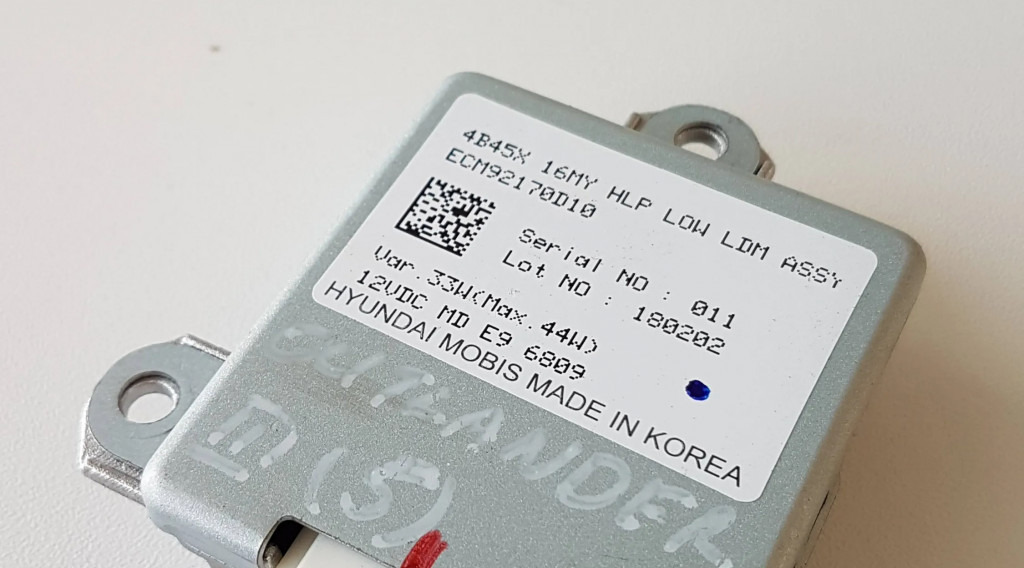 4B45X 16MY HLP LOW LDM ASSY
ECM92170D10
Serial NO : 011
Lot NO : 180202
Var.33W(Max.44W)
12VDC MD E9 6809
HYUNDAI MOBIS MADE IN KOREA
OUTLANDER
III (5)